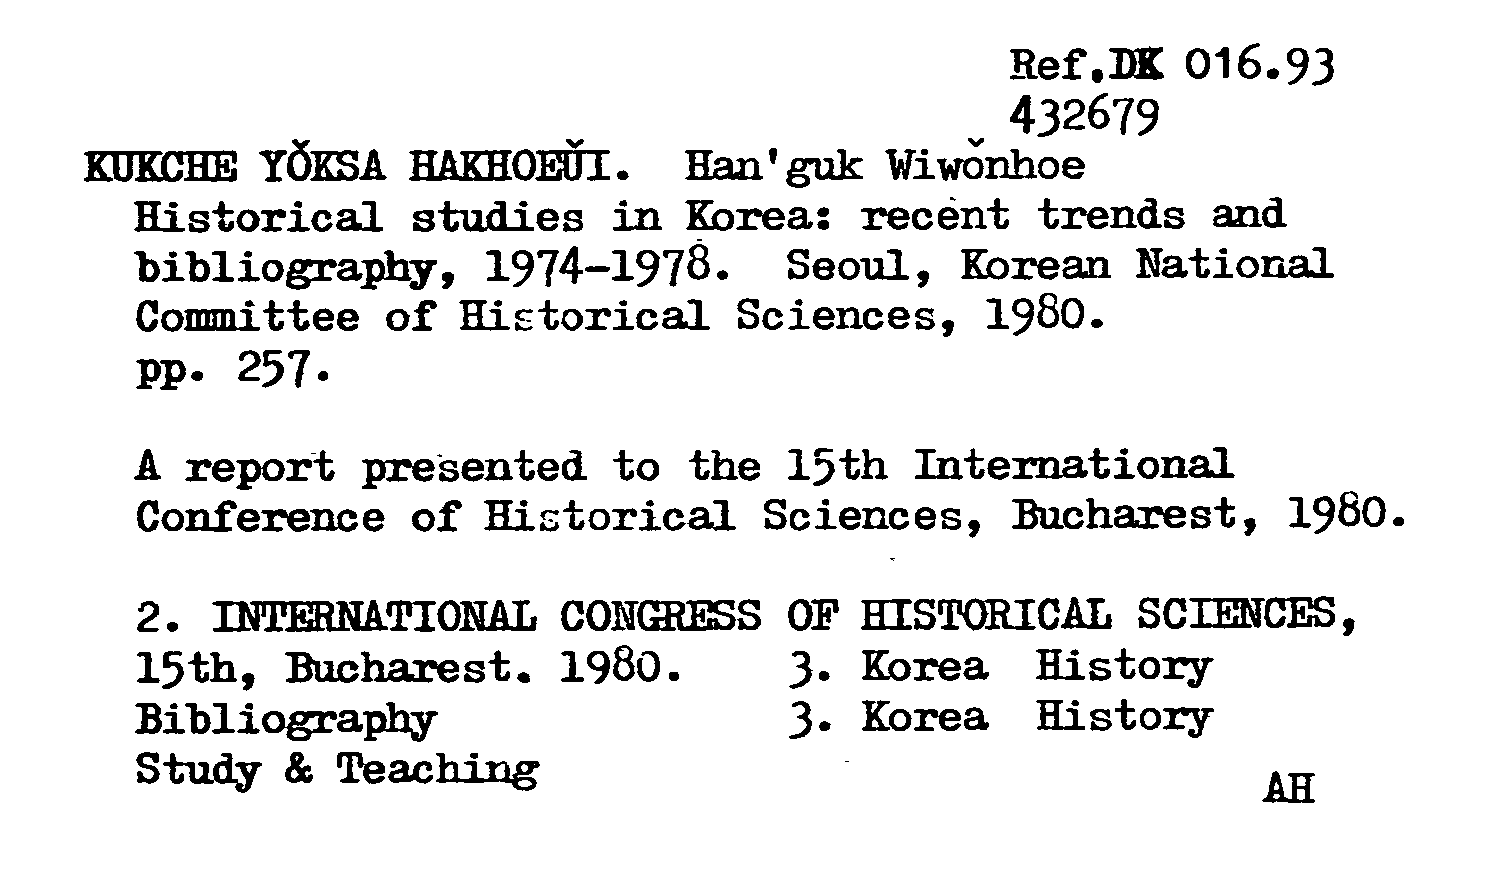 Ref.DK 016.93
432679
KUKCHE YŎKSA HAKHOEŬI. Han'guk Wiwŏnhoe
Historical studies in Korea: recent trends and
bibliography, 1974-1978. Seoul, Korean National
Committee of Historical Sciences, 1980.
pp. 257.
A report presented to the 15th International
Conference of Historical Sciences, Bucharest, 1980.
2. INTERNATIONAL CONGRESS OF HISTORICAL SCIENCES,
15th, Bucharest. 1980. 3. Korea History
Bibliography 3. Korea History
Study & Teaching
AH